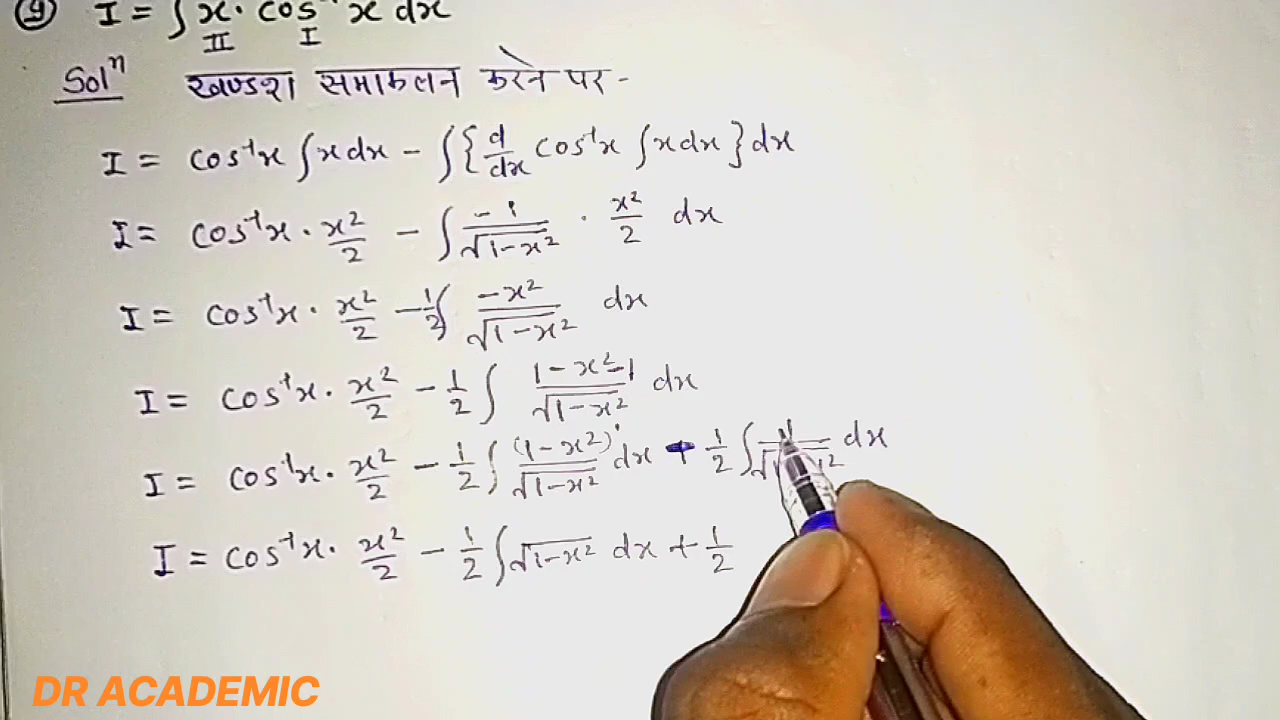 9) I = ∫ x · cos⁻¹ x dx
II I
Solⁿ खण्डश समाकलन करने पर -
I = cos⁻¹x ∫x dx - ∫{d/dx cos⁻¹x ∫x dx} dx
I = cos⁻¹x · x²/2 - ∫ -1/√(1-x²) · x²/2 dx
I = cos⁻¹x · x²/2 - 1/2 ∫ -x²/√(1-x²) dx
I = cos⁻¹x · x²/2 - 1/2 ∫ (1-x²-1)/√(1-x²) dx
I = cos⁻¹x · x²/2 - 1/2 ∫ (1-x²)¹/√(1-x²) dx + 1/2 ∫ 1/√(1-x²) dx
I = cos⁻¹x · x²/2 - 1/2 ∫√(1-x²) dx + 1/2
DR ACADEMIC